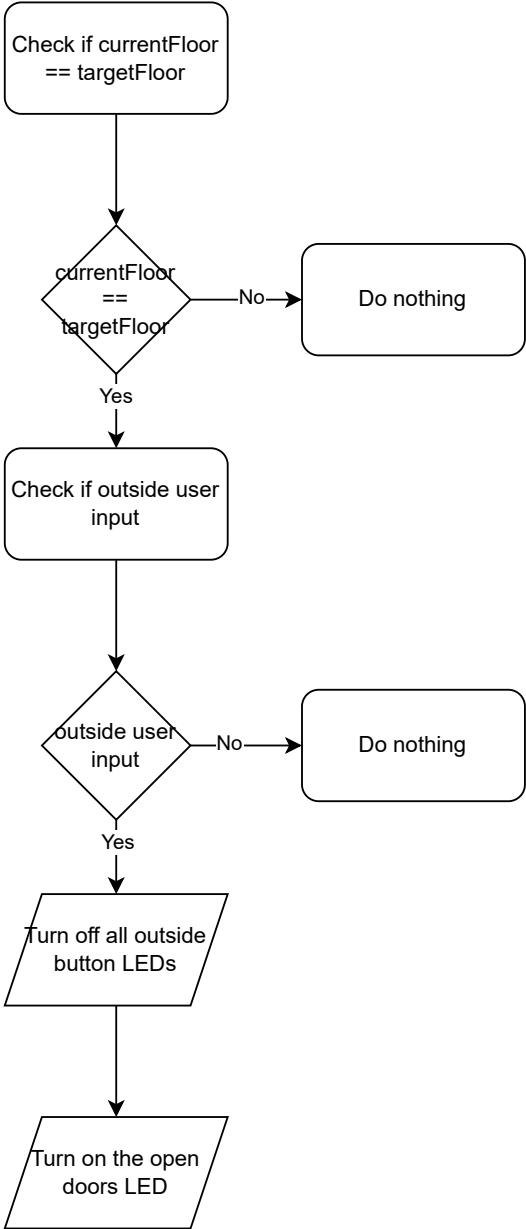 Check if currentFloor
== targetFloor
currentFloor
==
targetFloor
No
Do nothing
Yes
Check if outside user
input
outside user
input
No
Do nothing
Yes
Turn off all outside
button LEDs
Turn on the open
doors LED